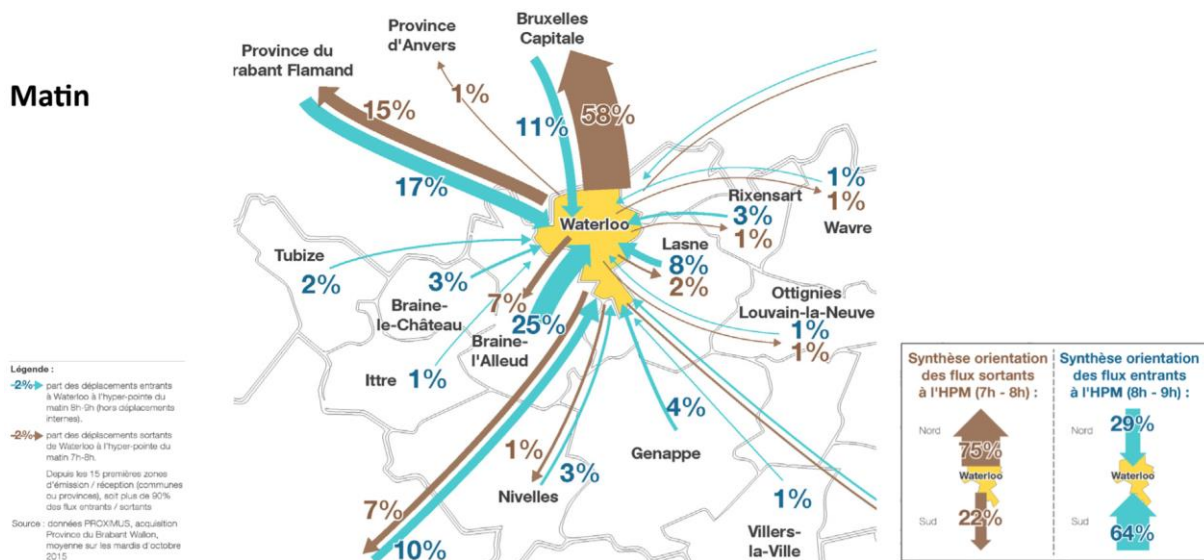 Matin
Province du
rabant Flamand
Province
d'Anvers
Bruxelles
Capitale
15%
1%
11%
58%
17%
1%
Rixensart
1%
3%
Wavre
1%
Waterloo
Lasne
8%
2%
Tubize
2%
3%
Braine-
le-Château
7%
25%
Braine-
l'Alleud
Ittre
1%
Ottignies
Louvain-la-Neuve
1%
1%
4%
Genappe
1%
3%
Nivelles
7%
10%
1%
Villers-
la-Ville
Légende :
2% part des déplacements entrants
à Waterloo à l'hyper-pointe du
matin 8h-9h (hors déplacements
internes).
2% part des déplacements sortants
de Waterloo à l'hyper-pointe du
matin 7h-8h.
Depuis les 15 premières zones
d'émission / réception (communes
ou provinces), soit plus de 90%
des flux entrants / sortants
Source : données PROXIMUS, acquisition
Province du Brabant Wallon,
moyenne sur les mardis d'octobre
2015
Synthèse orientation
des flux sortants
à l'HPM (7h - 8h) :
Nord
75%
Waterloo
Sud
22%
Synthèse orientation
des flux entrants
à l'HPM (8h - 9h) :
Nord
29%
Waterloo
Sud
64%